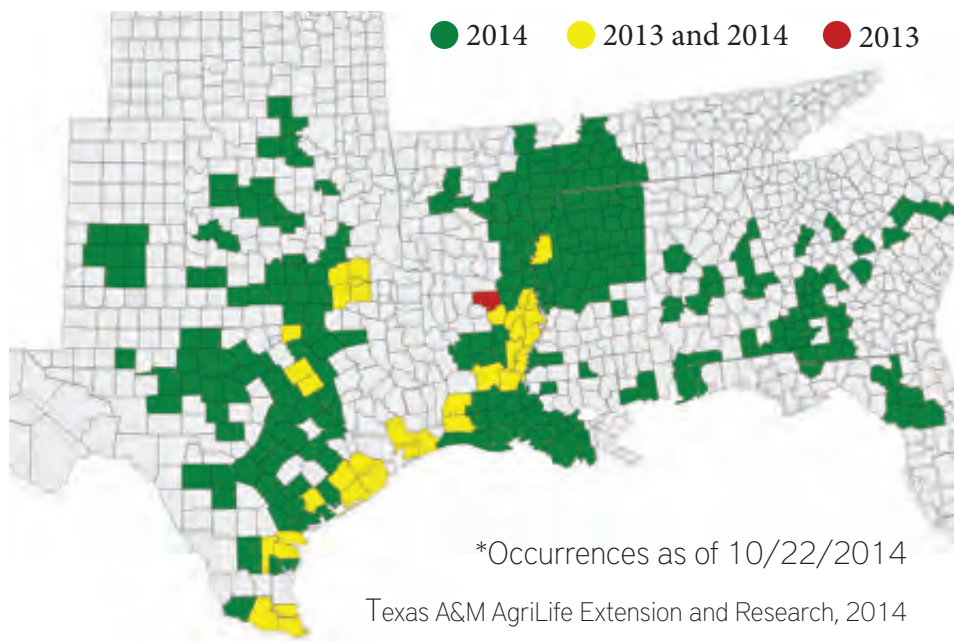 2014 2013 and 2014 2013
*Occurrences as of 10/22/2014
Texas A&M AgriLife Extension and Research, 2014